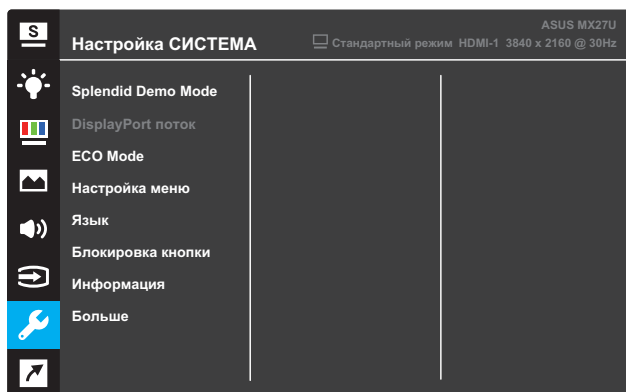 S
ASUS MX27U
Настройка СИСТЕМА
Стандартный режим HDMI-1 3840 x 2160 @ 30Hz
Splendid Demo Mode
DisplayPort поток
ECO Mode
Настройка меню
Язык
Блокировка кнопки
Информация
Больше